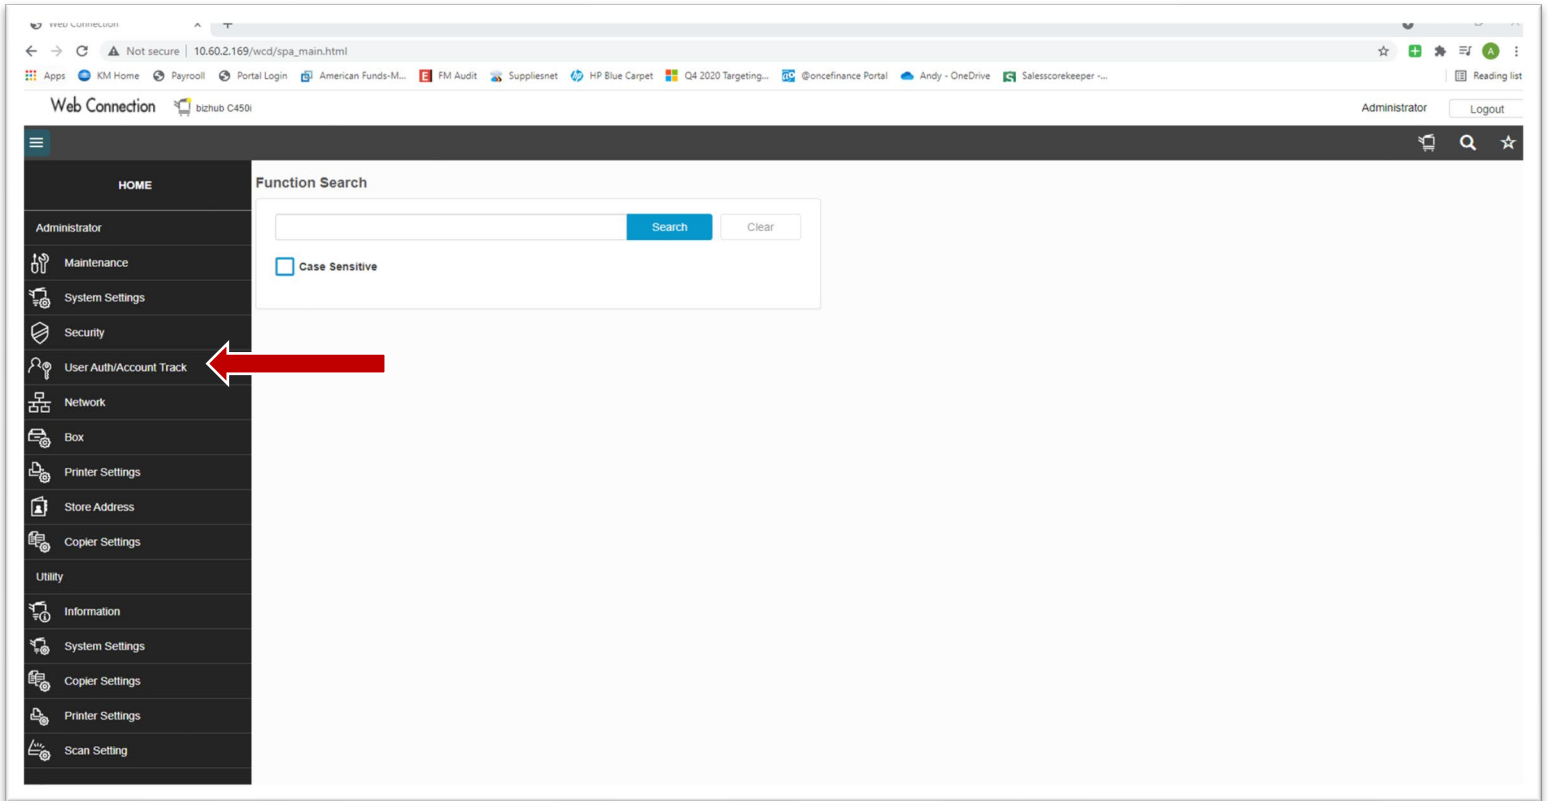 Web Connection
Not secure | 10.60.2.169/wcd/spa_main.html
A
Apps KM Home Payrooll Portal Login American Funds-M... FM Audit Suppliesnet HP Blue Carpet Q4 2020 Targeting... @oncefinance Portal Andy - OneDrive Salesscorekeeper -... Reading list
Web Connection bizhub C450i Administrator Logout
HOME
Function Search
Administrator
Search Clear
Maintenance
Case Sensitive
System Settings
Security
User Auth/Account Track
Network
Box
Printer Settings
Store Address
Copier Settings
Utility
Information
System Settings
Copier Settings
Printer Settings
Scan Setting